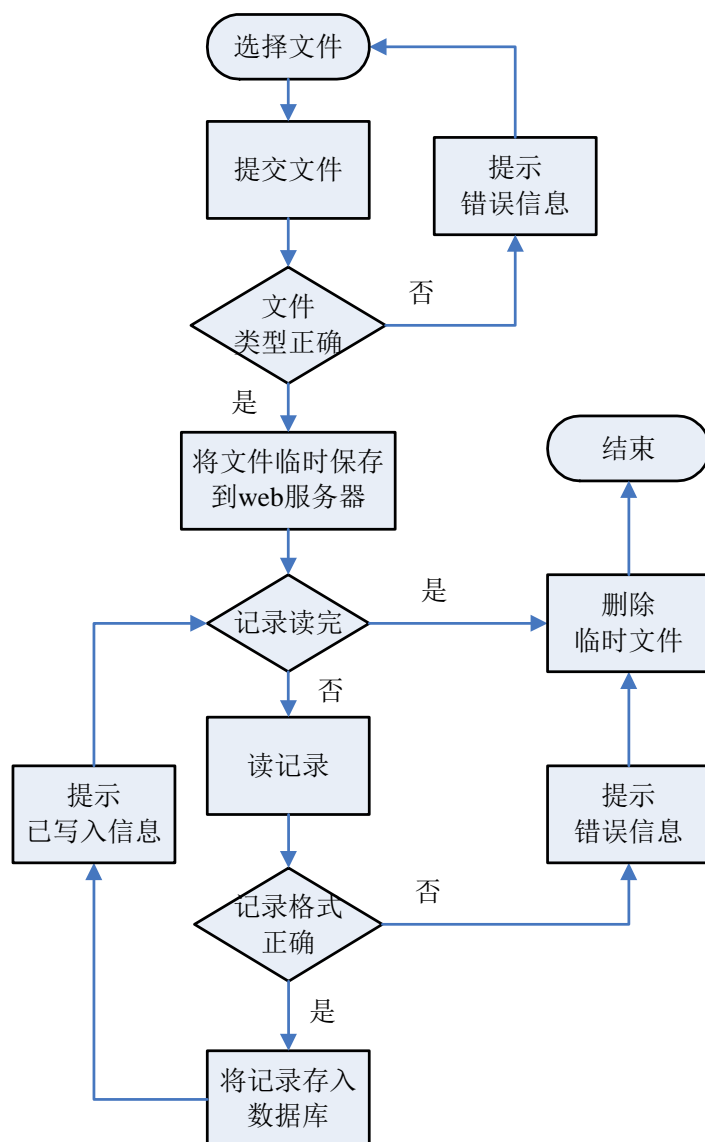 选择文件
提交文件
提示
错误信息
文件
类型正确
否
是
将文件临时保存
到web服务器
结束
记录读完
是
删除
临时文件
否
读记录
提示
已写入信息
提示
错误信息
记录格式
正确
否
是
将记录存入
数据库